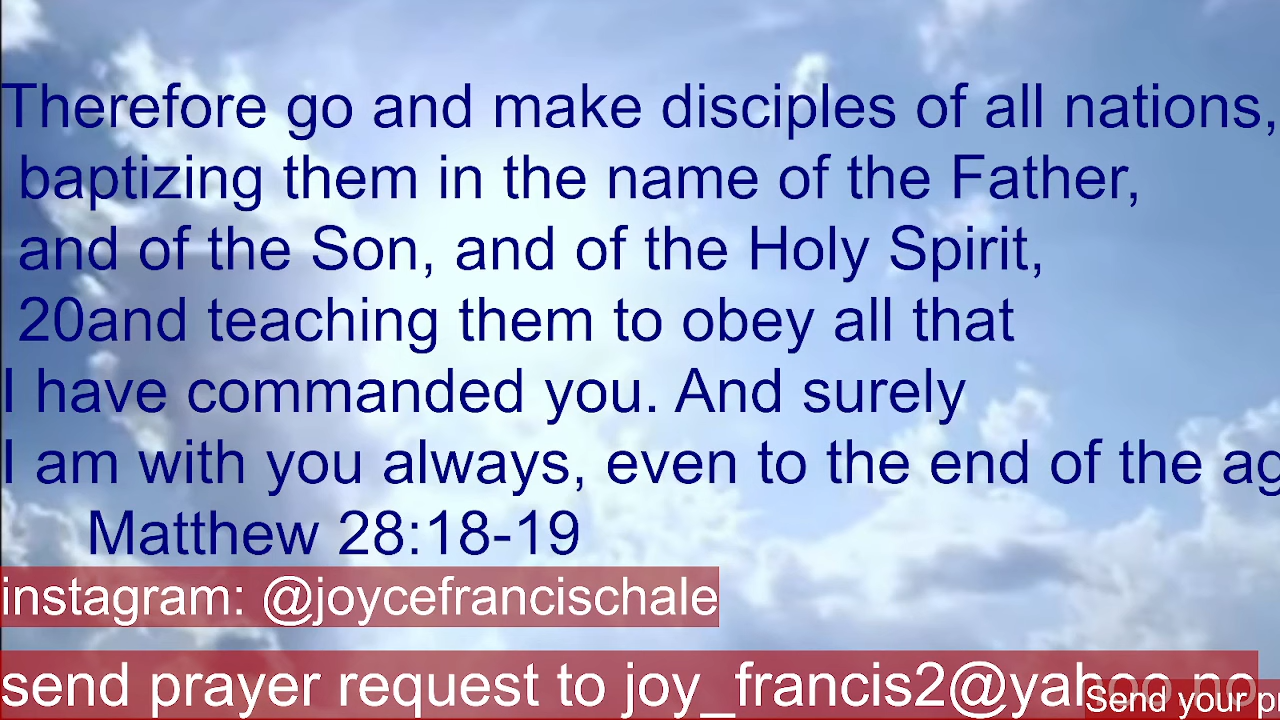 Therefore go and make disciples of all nations,
baptizing them in the name of the Father,
and of the Son, and of the Holy Spirit,
20and teaching them to obey all that
I have commanded you. And surely
I am with you always, even to the end of the
Matthew 28:18-19
instagram: @joycefrancischale
send prayer request to joy_francis2@yahoo.no
Send your